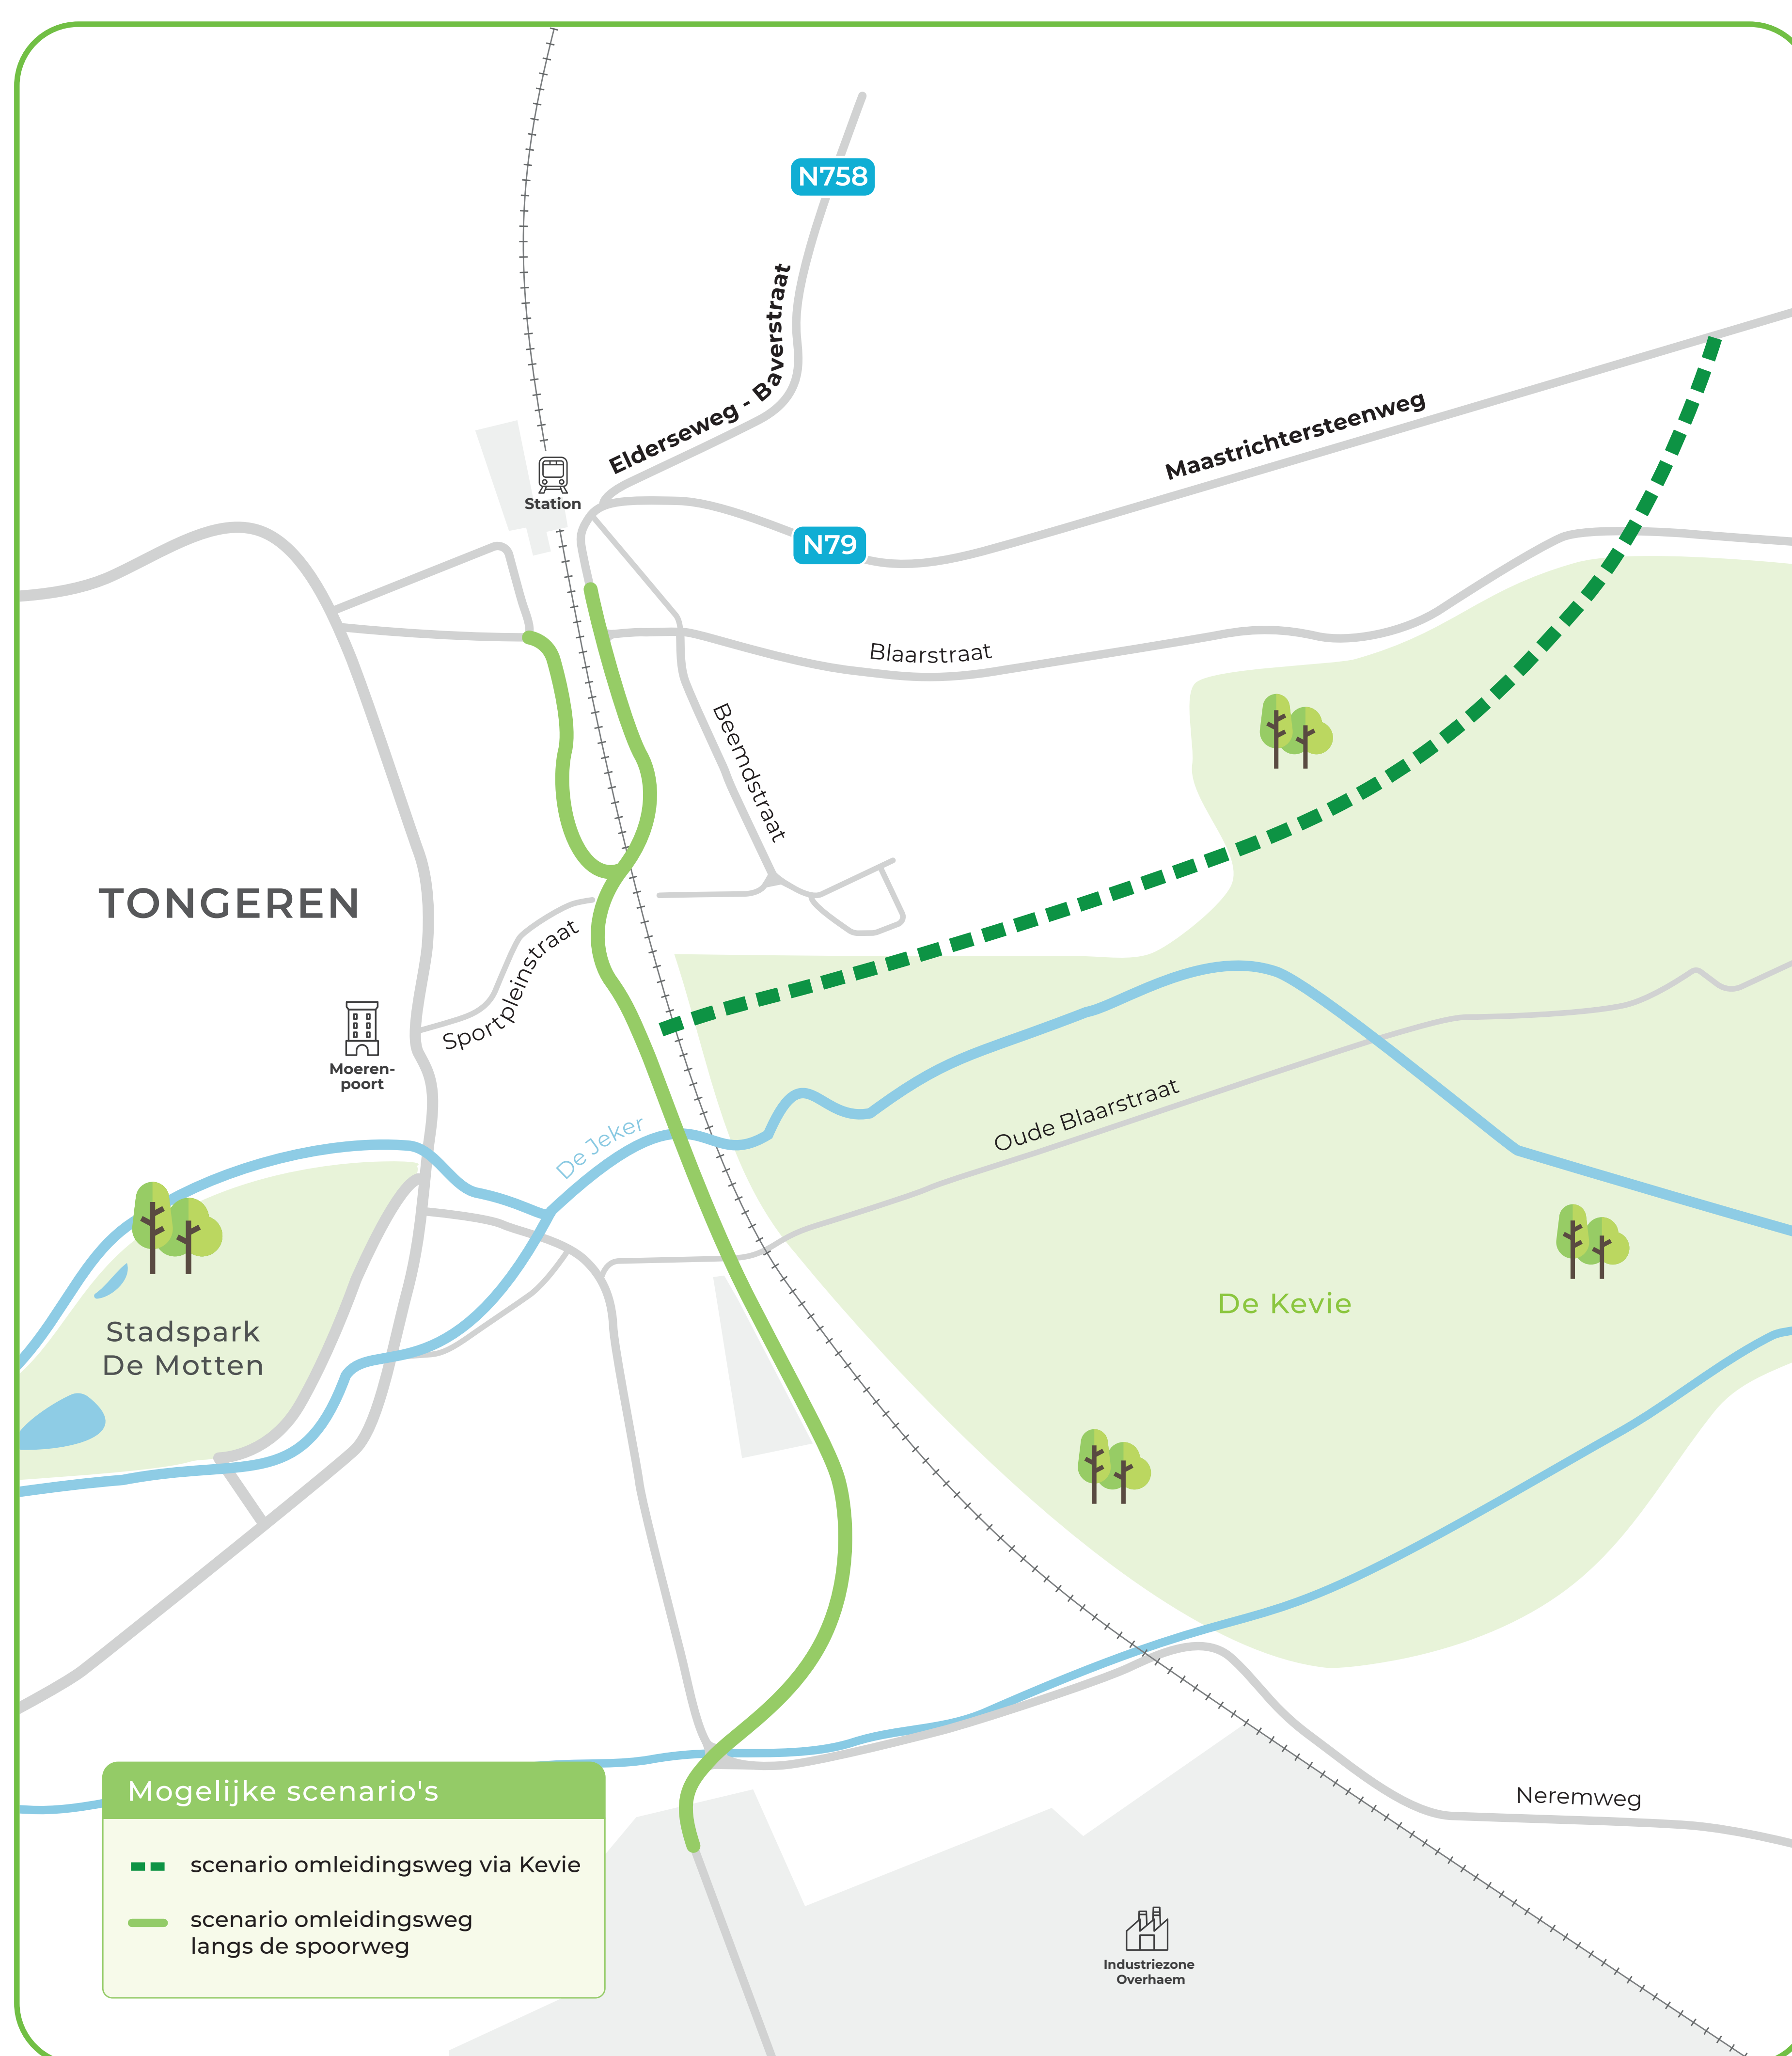 N758
Elderseweg - Baverstraat
Maastrichtersteenweg
Station
N79
Blaarstraat
Beemdstraat
TONGEREN
Sportpleinstraat
Moeren-
poort
De Jeker
Oude Blaarstraat
De Kevie
Stadspark
De Motten
Neremweg
Mogelijke scenario's
scenario omleidingsweg via Kevie
scenario omleidingsweg
langs de spoorweg
Industriezone
Overhaem